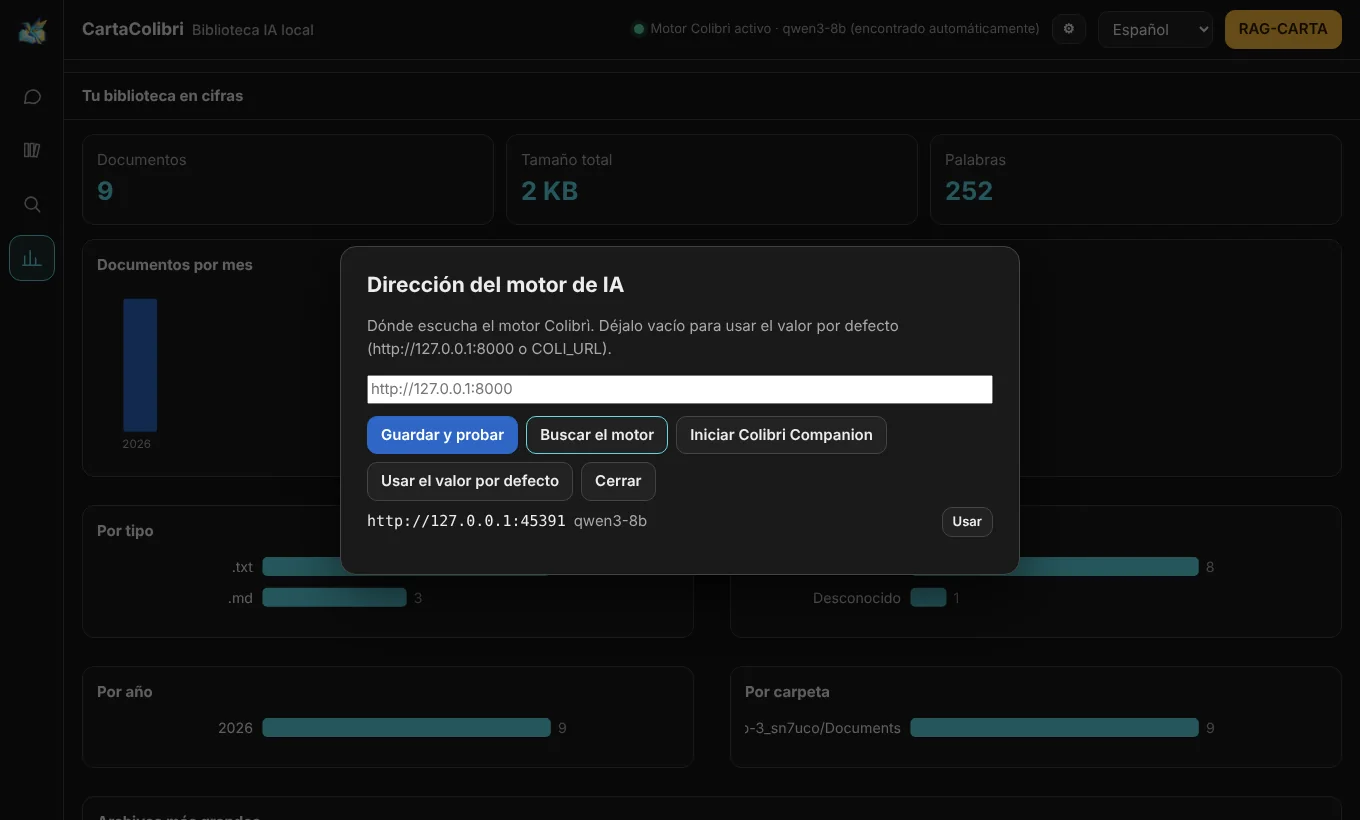 CartaColibri Biblioteca IA local
Motor Colibrì activo · qwen3-8b (encontrado automáticamente)
Español
RAG-CARTA
Tu biblioteca en cifras
Documentos
9
Tamaño total
2 KB
Palabras
252
Documentos por mes
2026
Dirección del motor de IA
Dónde escucha el motor Colibrì. Déjalo vacío para usar el valor por defecto
(http://127.0.0.1:8000 o COLI_URL).
http://127.0.0.1:8000
Guardar y probar
Buscar el motor
Iniciar Colibri Companion
Usar el valor por defecto
Cerrar
http://127.0.0.1:45391 qwen3-8b
Usar
Por tipo
.txt
.md 3
8
Desconocido 1
Por año
2026 9
Por carpeta
o-3_sn7uco/Documents 9